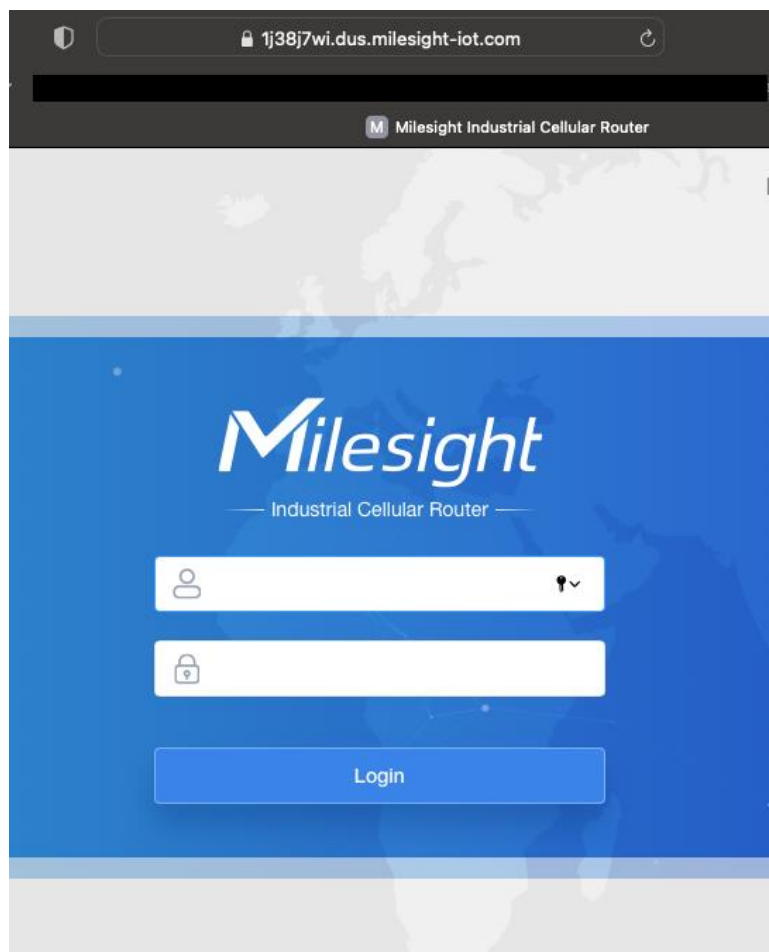 1j38j7wi.dus.milesight-iot.com
M Milesight Industrial Cellular Router
Milesight
Industrial Cellular Router
Login